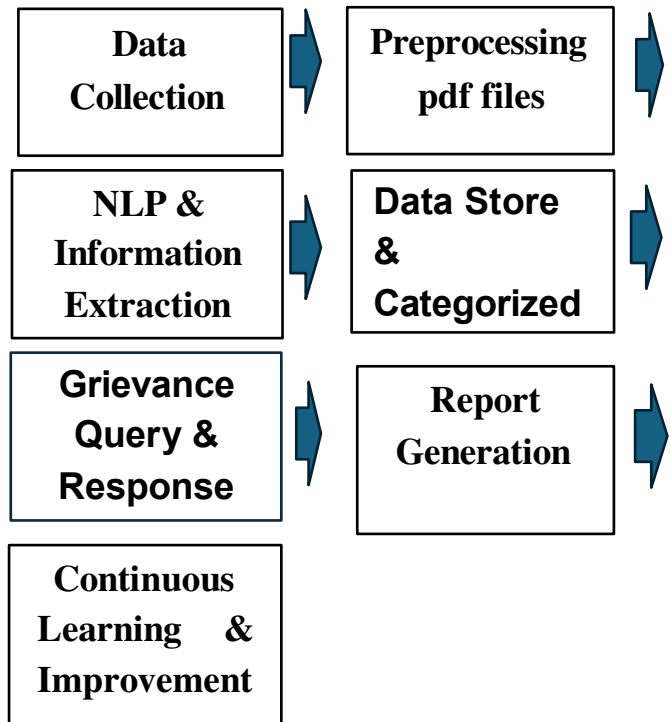 Data
Collection
Preprocessing
pdf files
NLP &
Information
Extraction
Data Store
&
Categorized
Grievance
Query &
Response
Report
Generation
Continuous
Learning &
Improvement